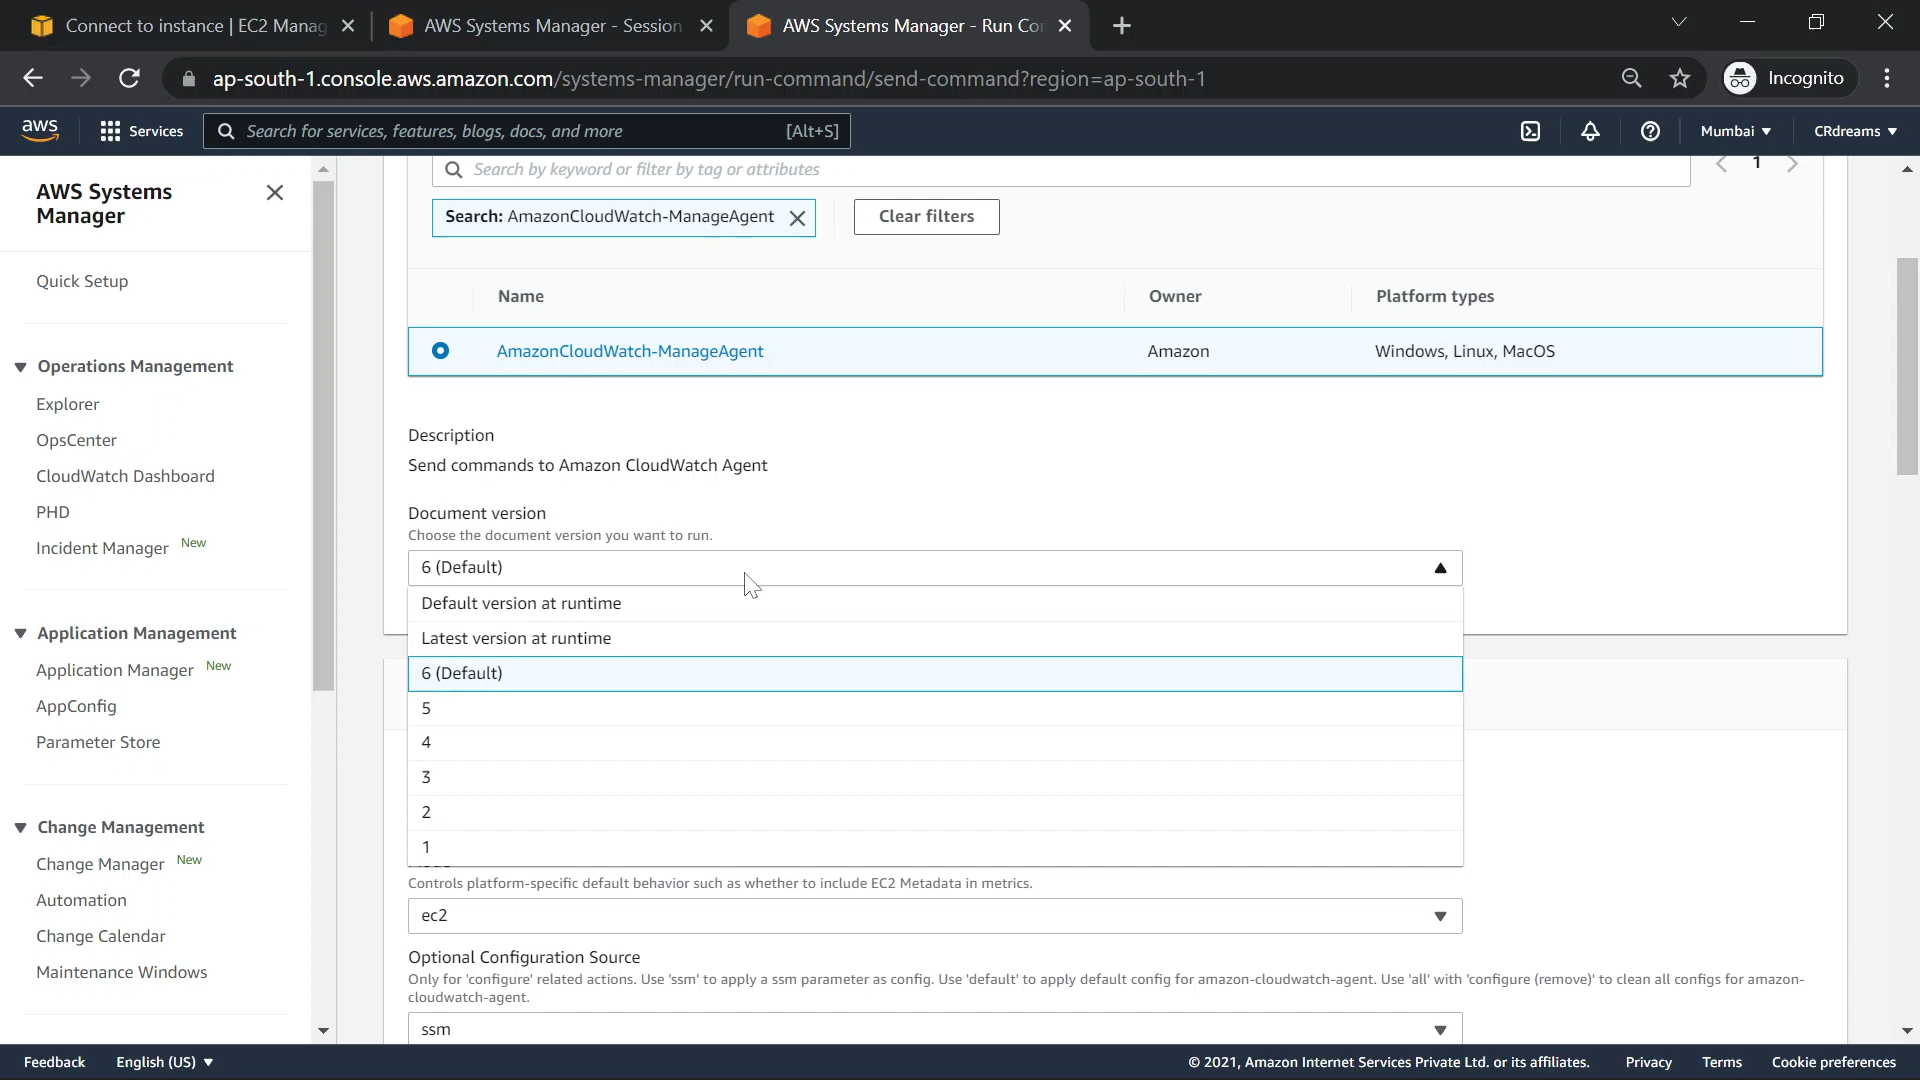 Connect to instance | EC2 Manag
AWS Systems Manager - Session
AWS Systems Manager - Run Co
ap-south-1.console.aws.amazon.com/systems-manager/run-command/send-command?region=ap-south-1
Incognito
aws
Services
Search for services, features, blogs, docs, and more
[Alt+S]
Mumbai
CRdreams
AWS Systems
Manager
Quick Setup
Operations Management
Explorer
OpsCenter
CloudWatch Dashboard
PHD
Incident Manager New
Application Management
Application Manager New
AppConfig
Parameter Store
Change Management
Change Manager New
Automation
Change Calendar
Maintenance Windows
Search by keyword or filter by tag or attributes
1
Search: AmazonCloudWatch-ManageAgent
Clear filters
Name
Owner
Platform types
AmazonCloudWatch-ManageAgent
Amazon
Windows, Linux, MacOS
Description
Send commands to Amazon CloudWatch Agent
Document version
Choose the document version you want to run.
6 (Default)
Default version at runtime
Latest version at runtime
6 (Default)
5
4
3
2
1
Controls platform-specific default behavior such as whether to include EC2 Metadata in metrics.
ec2
Optional Configuration Source
Only for 'configure' related actions. Use 'ssm' to apply a ssm parameter as config. Use 'default' to apply default config for amazon-cloudwatch-agent. Use 'all' with 'configure (remove)' to clean all configs for amazon-
cloudwatch-agent.
ssm
Feedback
English (US)
© 2021, Amazon Internet Services Private Ltd. or its affiliates.
Privacy
Terms
Cookie preferences